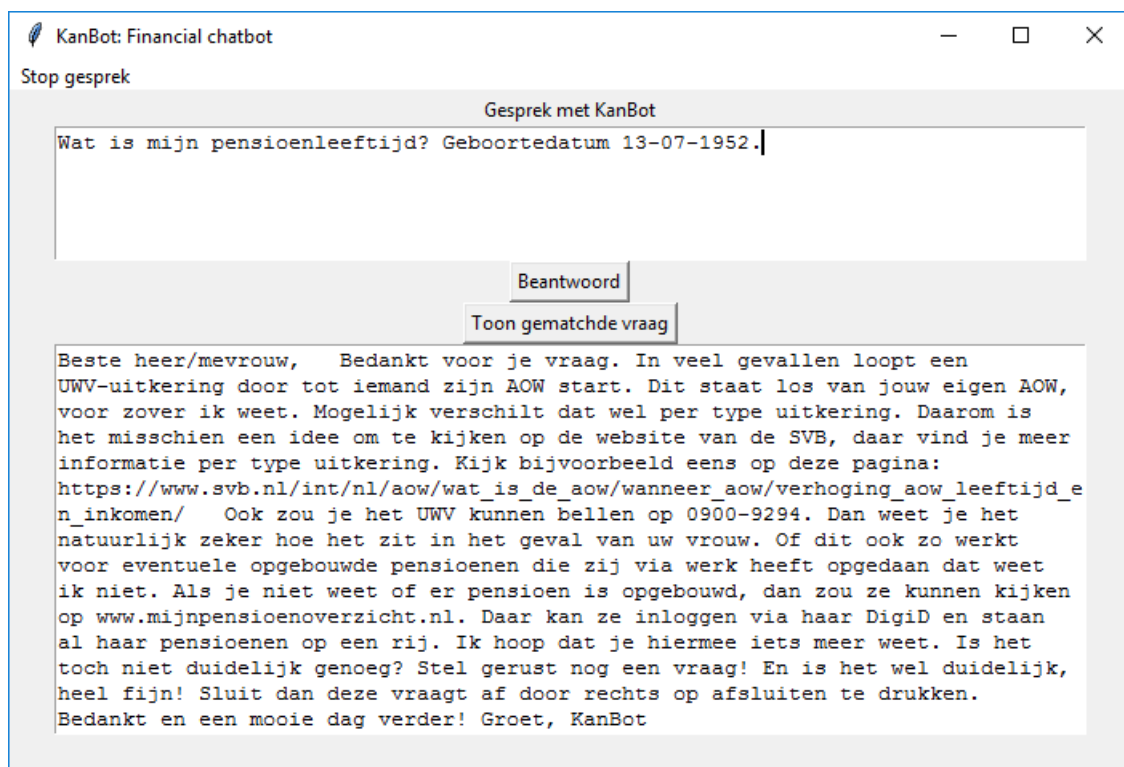 KanBot: Financial chatbot
Stop gesprek
Gesprek met KanBot
Wat is mijn pensioenleeftijd? Geboortedatum 13-07-1952.
Beantwoord
Toon gematchde vraag
Beste heer/mevrouw,   Bedankt voor je vraag. In veel gevallen loopt een
UWV-uitkering door tot iemand zijn AOW start. Dit staat los van jouw eigen AOW,
voor zover ik weet. Mogelijk verschilt dat wel per type uitkering. Daarom is
het misschien een idee om te kijken op de website van de SVB, daar vind je meer
informatie per type uitkering. Kijk bijvoorbeeld eens op deze pagina:
https://www.svb.nl/int/nl/aow/wat_is_de_aow/wanneer_aow/verhoging_aow_leeftijd_e
n_inkomen/   Ook zou je het UWV kunnen bellen op 0900-9294. Dan weet je het
natuurlijk zeker hoe het zit in het geval van uw vrouw. Of dit ook zo werkt
voor eventuele opgebouwde pensioenen die zij via werk heeft opgedaan dat weet
ik niet. Als je niet weet of er pensioen is opgebouwd, dan zou ze kunnen kijken
op www.mijnpensioenoverzicht.nl. Daar kan ze inloggen via haar DigiD en staan
al haar pensioenen op een rij. Ik hoop dat je hiermee iets meer weet. Is het
toch niet duidelijk genoeg? Stel gerust nog een vraag! En is het wel duidelijk,
heel fijn! Sluit dan deze vraagt af door rechts op afsluiten te drukken.
Bedankt en een mooie dag verder! Groet, KanBot